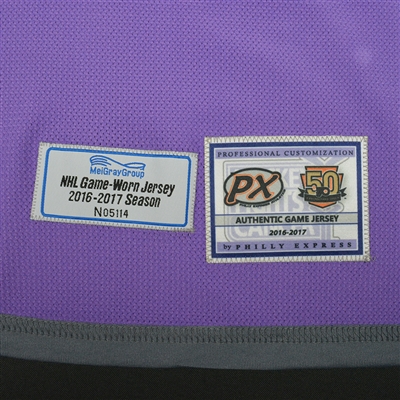 MeiGrayGroup
NHL Game-Worn Jersey
2016-2017 Season
N05114
PROFESSIONAL CUSTOMIZATION
PX
50
AUTHENTIC GAME JERSEY
2016-2017
by PHILLY EXPRESS